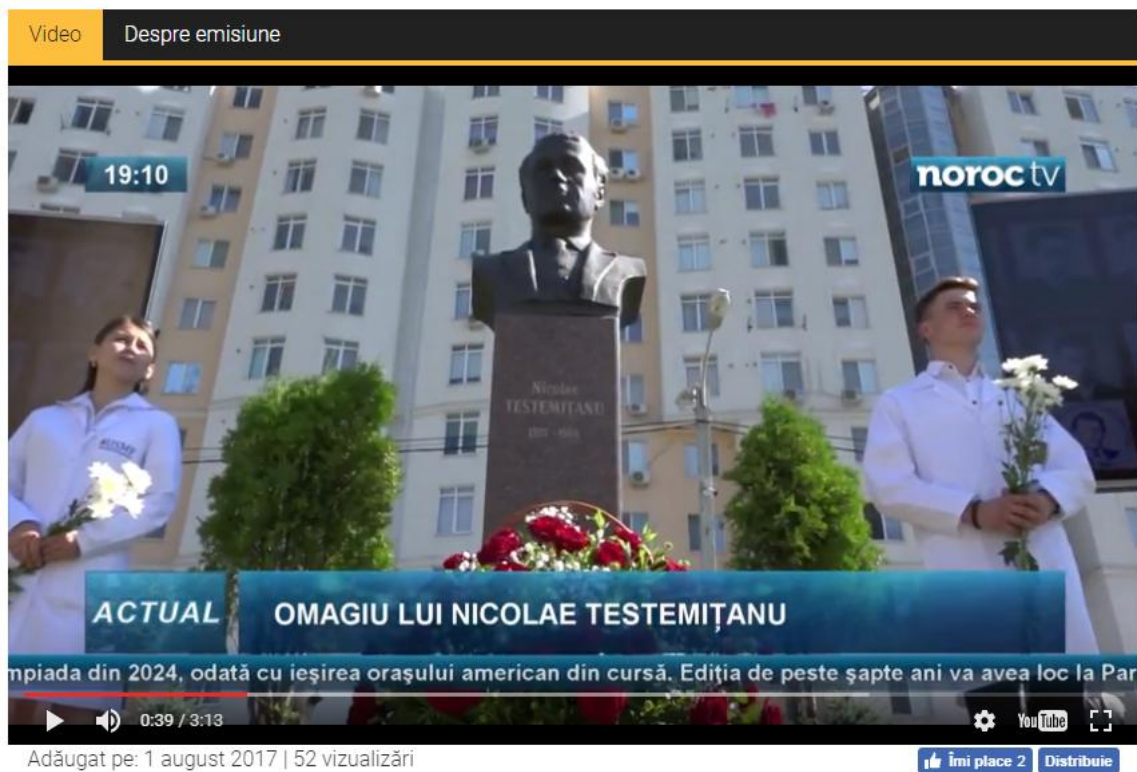 Video Despre emisiune
19:10
noroc tv
Nicolae
TESTEMIȚANU
ACTUAL OMAGIU LUI NICOLAE TESTEMIȚANU
mpiada din 2024, odată cu ieșirea orașului american din cursă. Ediția de peste șapte ani va avea loc la Par
0:39 / 3:13 YouTube
Adăugat pe: 1 august 2017 | 52 vizualizări Îmi place 2 Distribuie